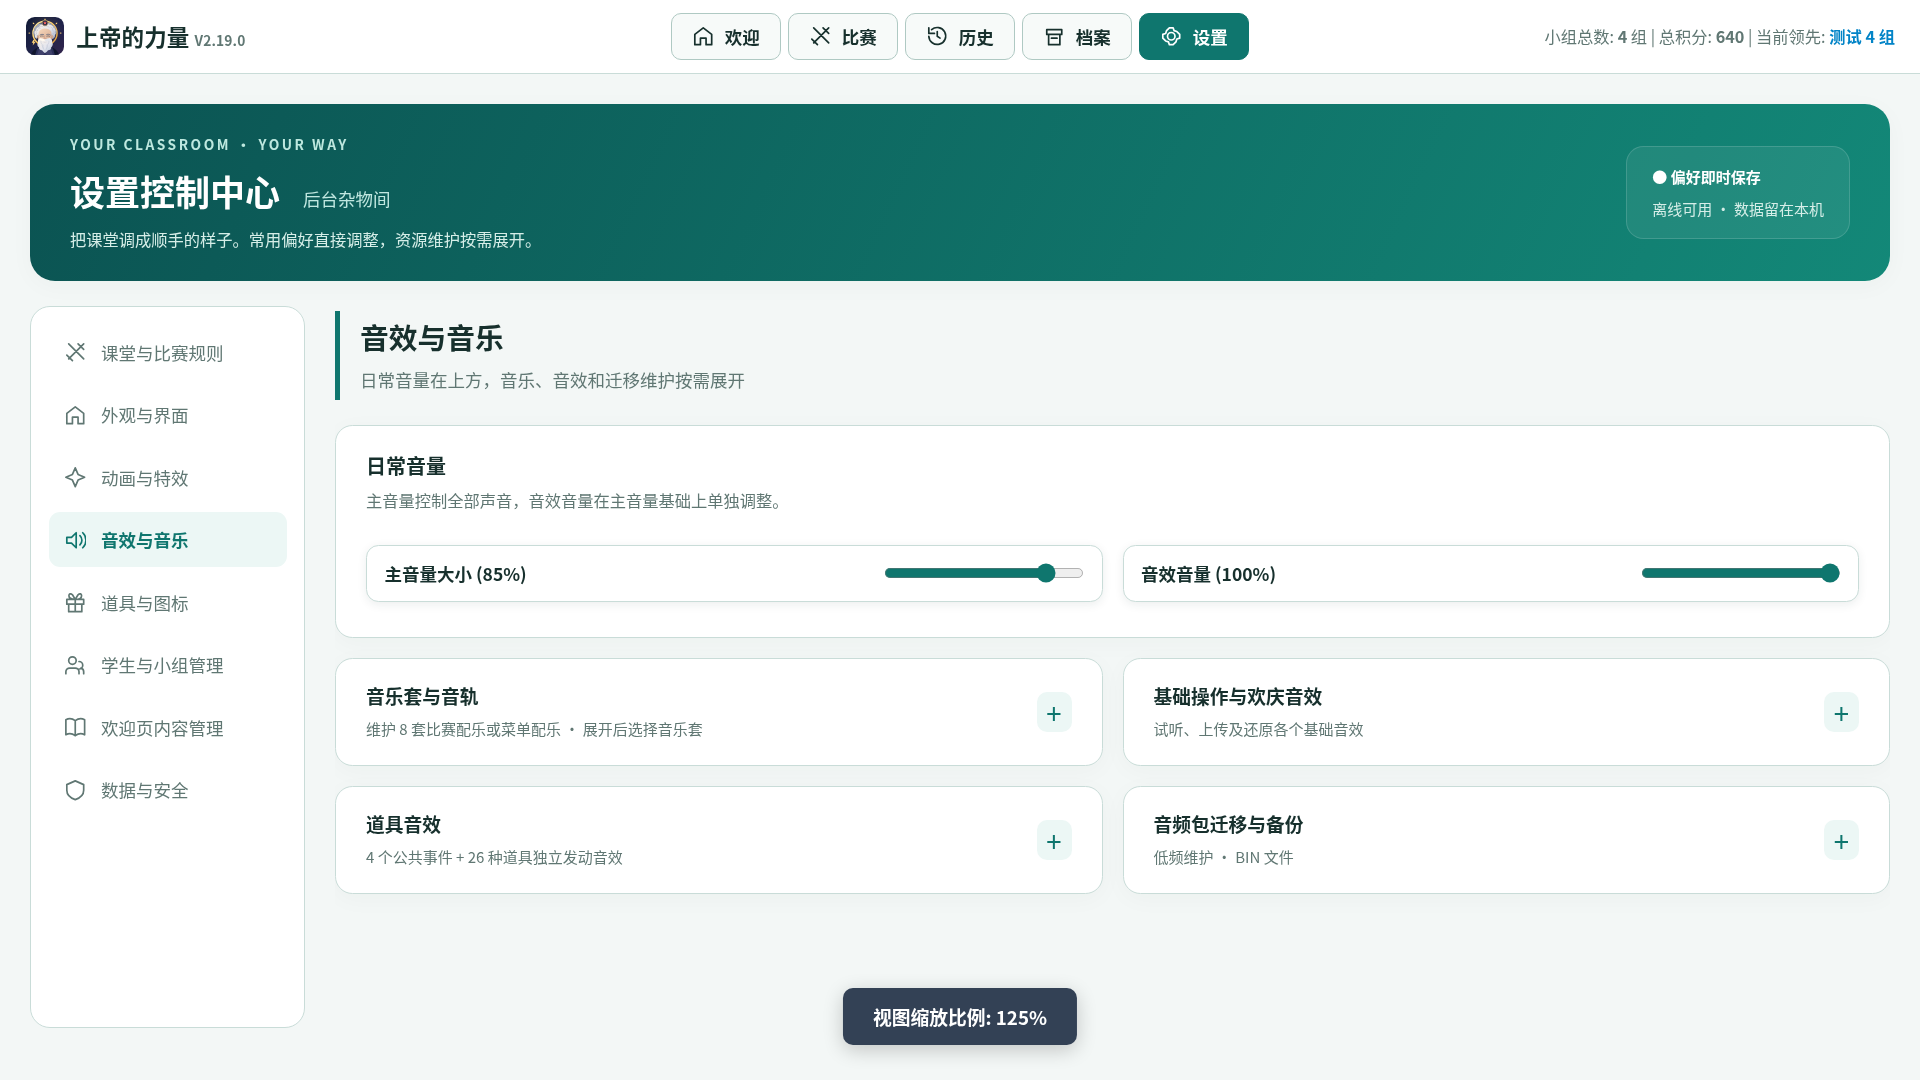 上帝的力量 V2.19.0
欢迎
比赛
历史
档案
设置
小组总数: 4 组 | 总积分: 640 | 当前领先: 测试 4 组
YOUR CLASSROOM · YOUR WAY
设置控制中心 后台杂物间
把课堂调成顺手的样子。常用偏好直接调整，资源维护按需展开。
偏好即时保存
离线可用 · 数据留在本机
课堂与比赛规则
外观与界面
动画与特效
音效与音乐
道具与图标
学生与小组管理
欢迎页内容管理
数据与安全
音效与音乐
日常音量在上方，音乐、音效和迁移维护按需展开
日常音量
主音量控制全部声音，音效音量在主音量基础上单独调整。
主音量大小 (85%)
音效音量 (100%)
音乐套与音轨
维护 8 套比赛配乐或菜单配乐 · 展开后选择音乐套
+
基础操作与欢庆音效
试听、上传及还原各个基础音效
+
道具音效
4 个公共事件 + 26 种道具独立发动音效
+
音频包迁移与备份
低频维护 · BIN 文件
+
视图缩放比例: 125%